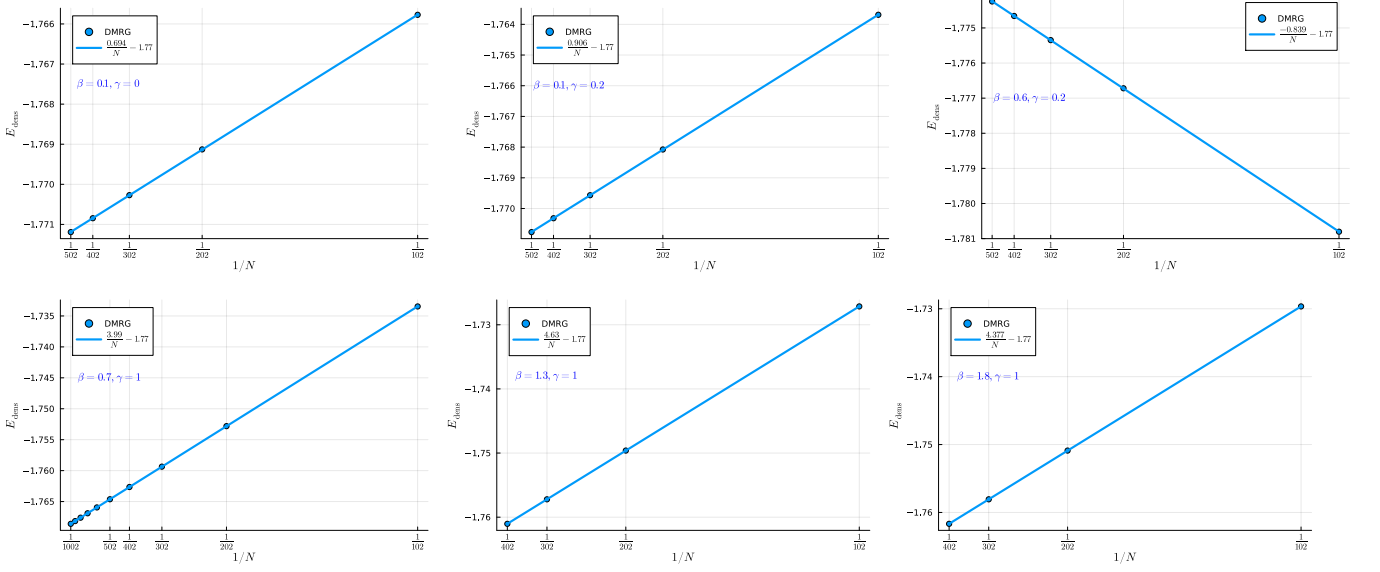 −1.766
−1.767
−1.768
−1.769
−1.770
−1.771
E_dens
DMRG
0.694/N − 1.77
β = 0.1, γ = 0
1/502 1/402 1/302 1/202 1/102
1/N
−1.764
−1.765
−1.766
−1.767
−1.768
−1.769
−1.770
E_dens
DMRG
0.906/N − 1.77
β = 0.1, γ = 0.2
1/502 1/402 1/302 1/202 1/102
1/N
−1.775
−1.776
−1.777
−1.778
−1.779
−1.780
−1.781
E_dens
DMRG
−0.839/N − 1.77
β = 0.6, γ = 0.2
1/502 1/402 1/302 1/202 1/102
1/N
−1.735
−1.740
−1.745
−1.750
−1.755
−1.760
−1.765
E_dens
DMRG
3.99/N − 1.77
β = 0.7, γ = 1
1/1002 1/502 1/402 1/302 1/202 1/102
1/N
−1.73
−1.74
−1.75
−1.76
E_dens
DMRG
4.63/N − 1.77
β = 1.3, γ = 1
1/402 1/302 1/202 1/102
1/N
−1.73
−1.74
−1.75
−1.76
E_dens
DMRG
4.377/N − 1.77
β = 1.8, γ = 1
1/402 1/302 1/202 1/102
1/N